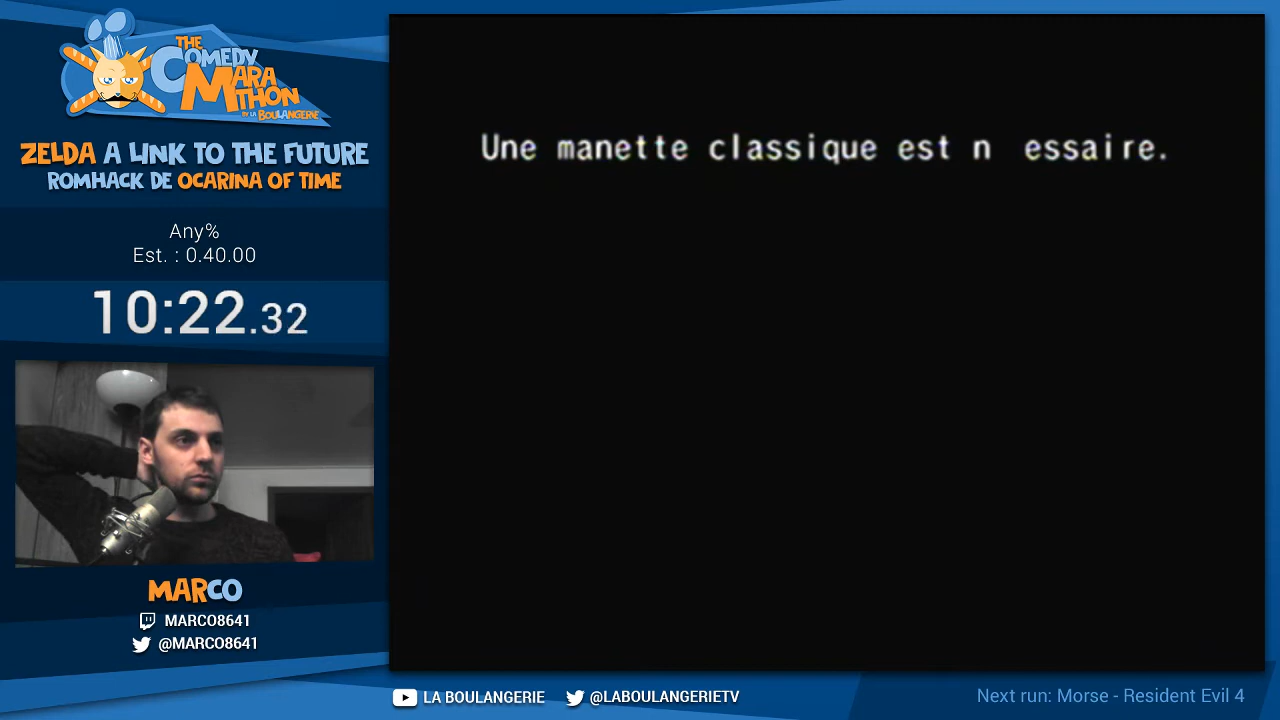 THE
COMEDY
MARA
THON
BY LA BOULANGERIE
ZELDA A LINK TO THE FUTURE
ROMHACK DE OCARINA OF TIME
Any%
Est. : 0.40.00
10:22.32
MARCO
MARCO8641
@MARCO8641
Une manette classique est n essaire.
LA BOULANGERIE
@LABOULANGERIETV
Next run: Morse - Resident Evil 4